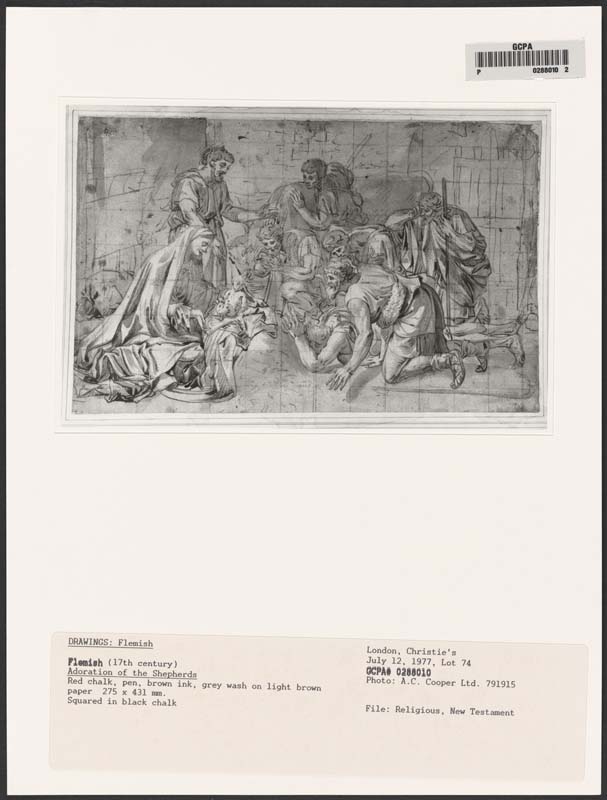 GCPA
P 0288010 2
DRAWINGS: Flemish
Flemish (17th century)
Adoration of the Shepherds
Red chalk, pen, brown ink, grey wash on light brown
paper 275 x 431 mm.
Squared in black chalk
London, Christie's
July 12, 1977, Lot 74
GCPA# 0288010
Photo: A.C. Cooper Ltd. 791915
File: Religious, New Testament